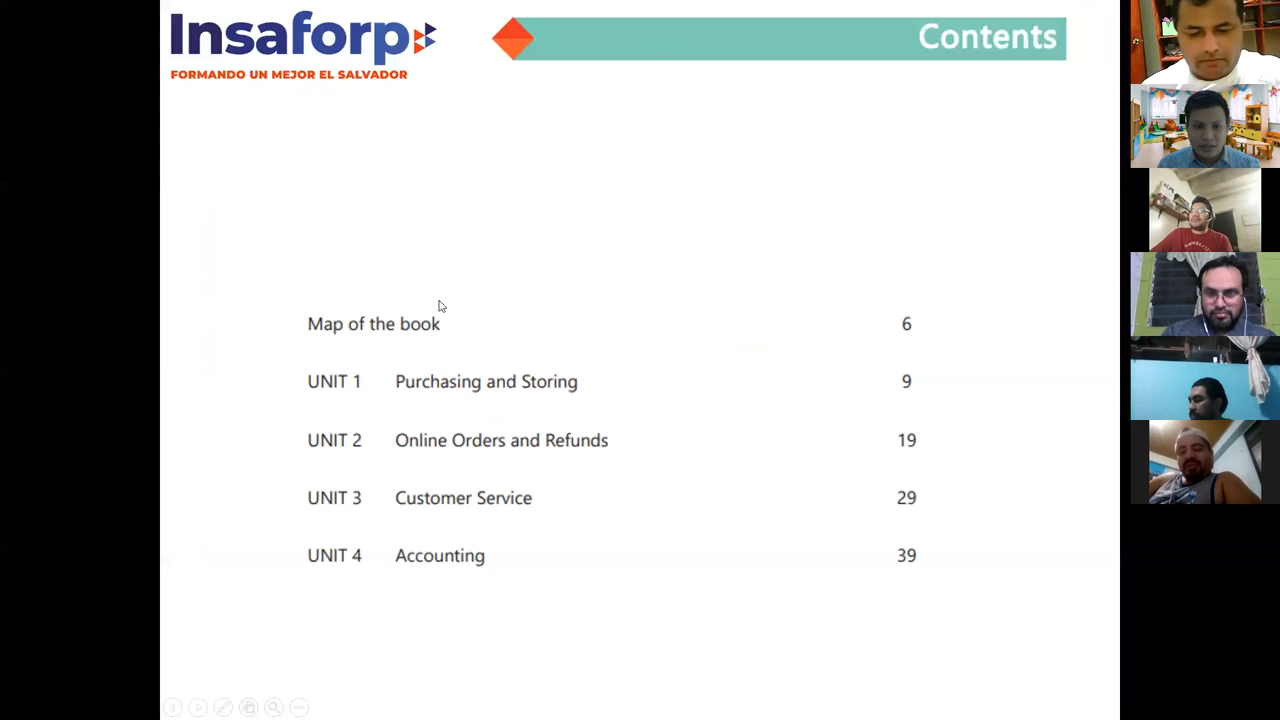 Insaforp
FORMANDO UN MEJOR EL SALVADOR
Contents
Map of the book 6
UNIT 1 Purchasing and Storing 9
UNIT 2 Online Orders and Refunds 19
UNIT 3 Customer Service 29
UNIT 4 Accounting 39